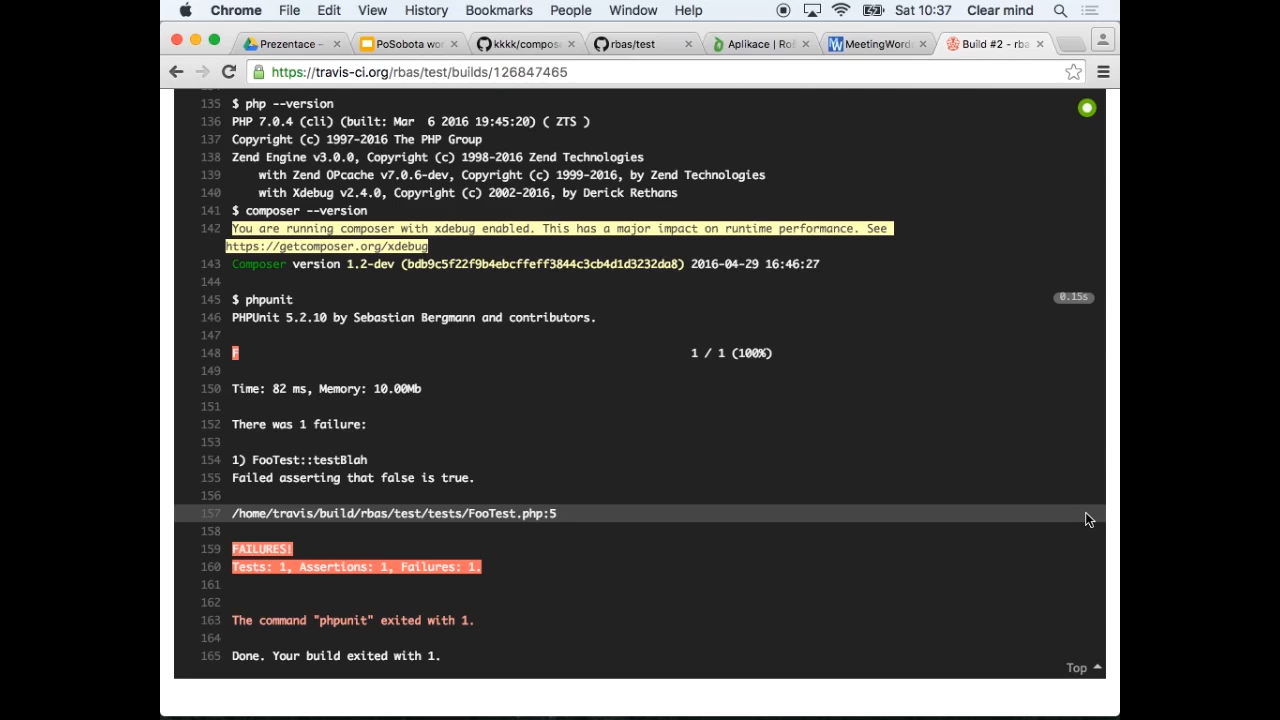 Chrome File Edit View History Bookmarks People Window Help Sat 10:37 Clear mind
Prezentace – PoSobota wo kkkk/compos rbas/test Aplikace | Ro MeetingWord Build #2 - rba
https://travis-ci.org/rbas/test/builds/126847465
135 $ php --version
136 PHP 7.0.4 (cli) (built: Mar 6 2016 19:45:20) ( ZTS )
137 Copyright (c) 1997-2016 The PHP Group
138 Zend Engine v3.0.0, Copyright (c) 1998-2016 Zend Technologies
139 with Zend OPcache v7.0.6-dev, Copyright (c) 1999-2016, by Zend Technologies
140 with Xdebug v2.4.0, Copyright (c) 2002-2016, by Derick Rethans
141 $ composer --version
142 You are running composer with xdebug enabled. This has a major impact on runtime performance. See
https://getcomposer.org/xdebug
143 Composer version 1.2-dev (bdb9c5f22f9b4ebcffeff3844c3cb4d1d3232da8) 2016-04-29 16:46:27
144
145 $ phpunit 0.15s
146 PHPUnit 5.2.10 by Sebastian Bergmann and contributors.
147
148 F 1 / 1 (100%)
149
150 Time: 82 ms, Memory: 10.00Mb
151
152 There was 1 failure:
153
154 1) FooTest::testBlah
155 Failed asserting that false is true.
156
157 /home/travis/build/rbas/test/tests/FooTest.php:5
158
159 FAILURES!
160 Tests: 1, Assertions: 1, Failures: 1.
161
162
163 The command "phpunit" exited with 1.
164
165 Done. Your build exited with 1.
Top